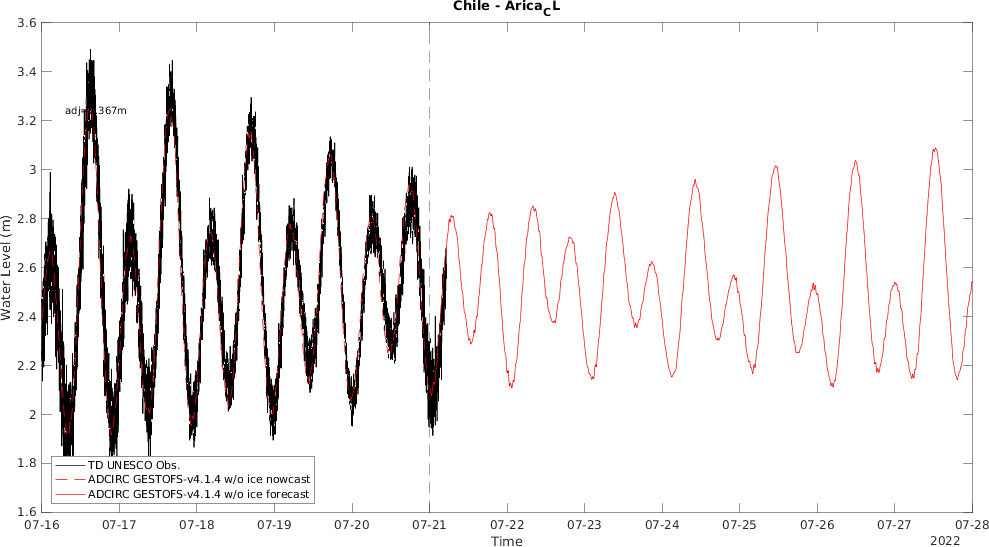 Chile - Arica_CL
3.6
3.4
3.2
3
2.8
2.6
2.4
2.2
2
1.8
1.6
Water Level (m)
367m
TD UNESCO Obs.
ADCIRC GESTOFS-v4.1.4 w/o ice nowcast
ADCIRC GESTOFS-v4.1.4 w/o ice forecast
07-16 07-17 07-18 07-19 07-20 07-21 07-22 07-23 07-24 07-25 07-26 07-27 07-28
Time
2022